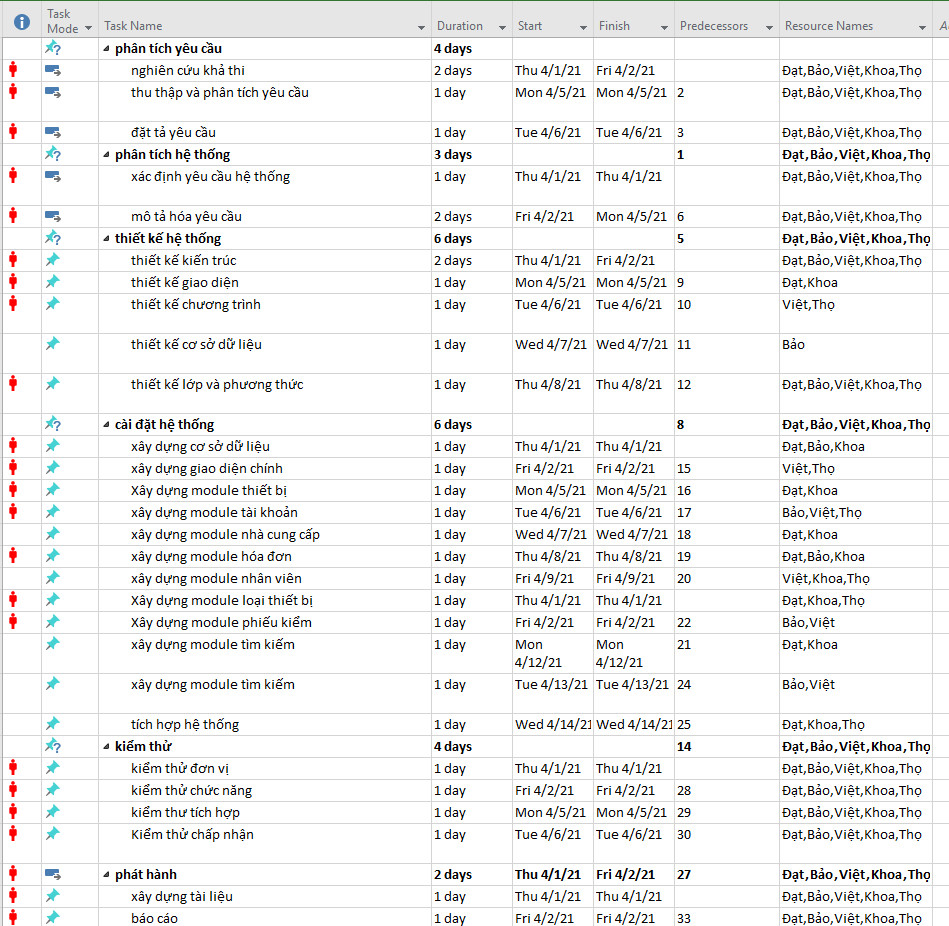 Task Mode Task Name Duration Start Finish Predecessors Resource Names
phân tích yêu cầu 4 days
nghiên cứu khả thi 2 days Thu 4/1/21 Fri 4/2/21 Đạt,Bảo,Việt,Khoa,Thọ
thu thập và phân tích yêu cầu 1 day Mon 4/5/21 Mon 4/5/21 2 Đạt,Bảo,Việt,Khoa,Thọ
đặt tả yêu cầu 1 day Tue 4/6/21 Tue 4/6/21 3 Đạt,Bảo,Việt,Khoa,Thọ
phân tích hệ thống 3 days 1 Đạt,Bảo,Việt,Khoa,Thọ
xác định yêu cầu hệ thống 1 day Thu 4/1/21 Thu 4/1/21 Đạt,Bảo,Việt,Khoa,Thọ
mô tả hóa yêu cầu 2 days Fri 4/2/21 Mon 4/5/21 6 Đạt,Bảo,Việt,Khoa,Thọ
thiết kế hệ thống 6 days 5 Đạt,Bảo,Việt,Khoa,Thọ
thiết kế kiến trúc 2 days Thu 4/1/21 Fri 4/2/21 Đạt,Bảo,Việt,Khoa,Thọ
thiết kế giao diện 1 day Mon 4/5/21 Mon 4/5/21 9 Đạt,Khoa
thiết kế chương trình 1 day Tue 4/6/21 Tue 4/6/21 10 Việt,Thọ
thiết kế cơ sở dữ liệu 1 day Wed 4/7/21 Wed 4/7/21 11 Bảo
thiết kế lớp và phương thức 1 day Thu 4/8/21 Thu 4/8/21 12 Đạt,Bảo,Việt,Khoa,Thọ
cài đặt hệ thống 6 days 8 Đạt,Bảo,Việt,Khoa,Thọ
xây dựng cơ sở dữ liệu 1 day Thu 4/1/21 Thu 4/1/21 Đạt,Bảo,Khoa
xây dựng giao diện chính 1 day Fri 4/2/21 Fri 4/2/21 15 Việt,Thọ
Xây dựng module thiết bị 1 day Mon 4/5/21 Mon 4/5/21 16 Đạt,Khoa
xây dựng module tài khoản 1 day Tue 4/6/21 Tue 4/6/21 17 Bảo,Việt,Thọ
xây dựng module nhà cung cấp 1 day Wed 4/7/21 Wed 4/7/21 18 Đạt,Khoa
xây dựng module hóa đơn 1 day Thu 4/8/21 Thu 4/8/21 19 Đạt,Bảo,Khoa
xây dựng module nhân viên 1 day Fri 4/9/21 Fri 4/9/21 20 Việt,Khoa,Thọ
Xây dựng module loại thiết bị 1 day Thu 4/1/21 Thu 4/1/21 Đạt,Khoa,Thọ
Xây dựng module phiếu kiểm 1 day Fri 4/2/21 Fri 4/2/21 22 Bảo,Việt
xây dựng module tìm kiếm 1 day Mon 4/12/21 Mon 4/12/21 21 Đạt,Khoa
xây dựng module tìm kiếm 1 day Tue 4/13/21 Tue 4/13/21 24 Bảo,Việt
tích hợp hệ thống 1 day Wed 4/14/21 Wed 4/14/21 25 Đạt,Khoa,Thọ
kiểm thử 4 days 14 Đạt,Bảo,Việt,Khoa,Thọ
kiểm thử đơn vị 1 day Thu 4/1/21 Thu 4/1/21 Đạt,Bảo,Việt,Khoa,Thọ
kiểm thử chức năng 1 day Fri 4/2/21 Fri 4/2/21 28 Đạt,Bảo,Việt,Khoa,Thọ
kiểm thư tích hợp 1 day Mon 4/5/21 Mon 4/5/21 29 Đạt,Bảo,Việt,Khoa,Thọ
Kiểm thử chấp nhận 1 day Tue 4/6/21 Tue 4/6/21 30 Đạt,Bảo,Việt,Khoa,Thọ
phát hành 2 days Thu 4/1/21 Fri 4/2/21 27 Đạt,Bảo,Việt,Khoa,Thọ
xây dựng tài liệu 1 day Thu 4/1/21 Thu 4/1/21 Đạt,Bảo,Việt,Khoa,Thọ
báo cáo 1 day Fri 4/2/21 Fri 4/2/21 33 Đạt,Bảo,Việt,Khoa,Thọ